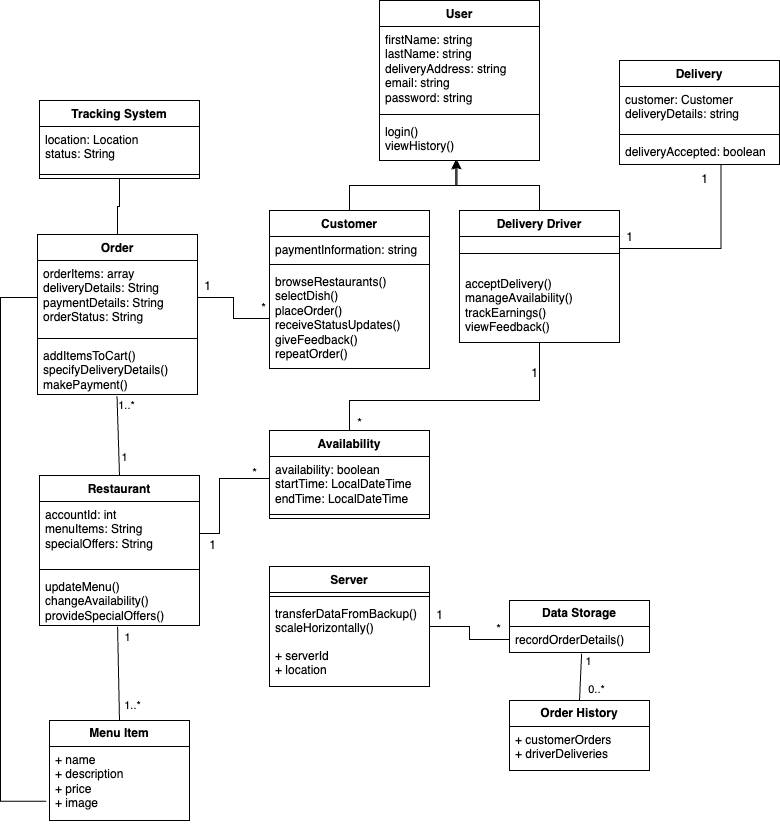 User
firstName: string
lastName: string
deliveryAddress: string
email: string
password: string
login()
viewHistory()
Delivery
customer: Customer
deliveryDetails: string
deliveryAccepted: boolean
1
1
Tracking System
location: Location
status: String
Order
orderItems: array
deliveryDetails: String
paymentDetails: String
orderStatus: String
addItemsToCart()
specifyDeliveryDetails()
makePayment()
1
*
Customer
paymentInformation: string
browseRestaurants()
selectDish()
placeOrder()
receiveStatusUpdates()
giveFeedback()
repeatOrder()
Delivery Driver
acceptDelivery()
manageAvailability()
trackEarnings()
viewFeedback()
1
*
1..*
1
Availability
availability: boolean
startTime: LocalDateTime
endTime: LocalDateTime
*
1
Restaurant
accountId: int
menuItems: String
specialOffers: String
updateMenu()
changeAvailability()
provideSpecialOffers()
1
1..*
Server
transferDataFromBackup()
scaleHorizontally()
+ serverId
+ location
1
*
Data Storage
recordOrderDetails()
1
0..*
Order History
+ customerOrders
+ driverDeliveries
Menu Item
+ name
+ description
+ price
+ image